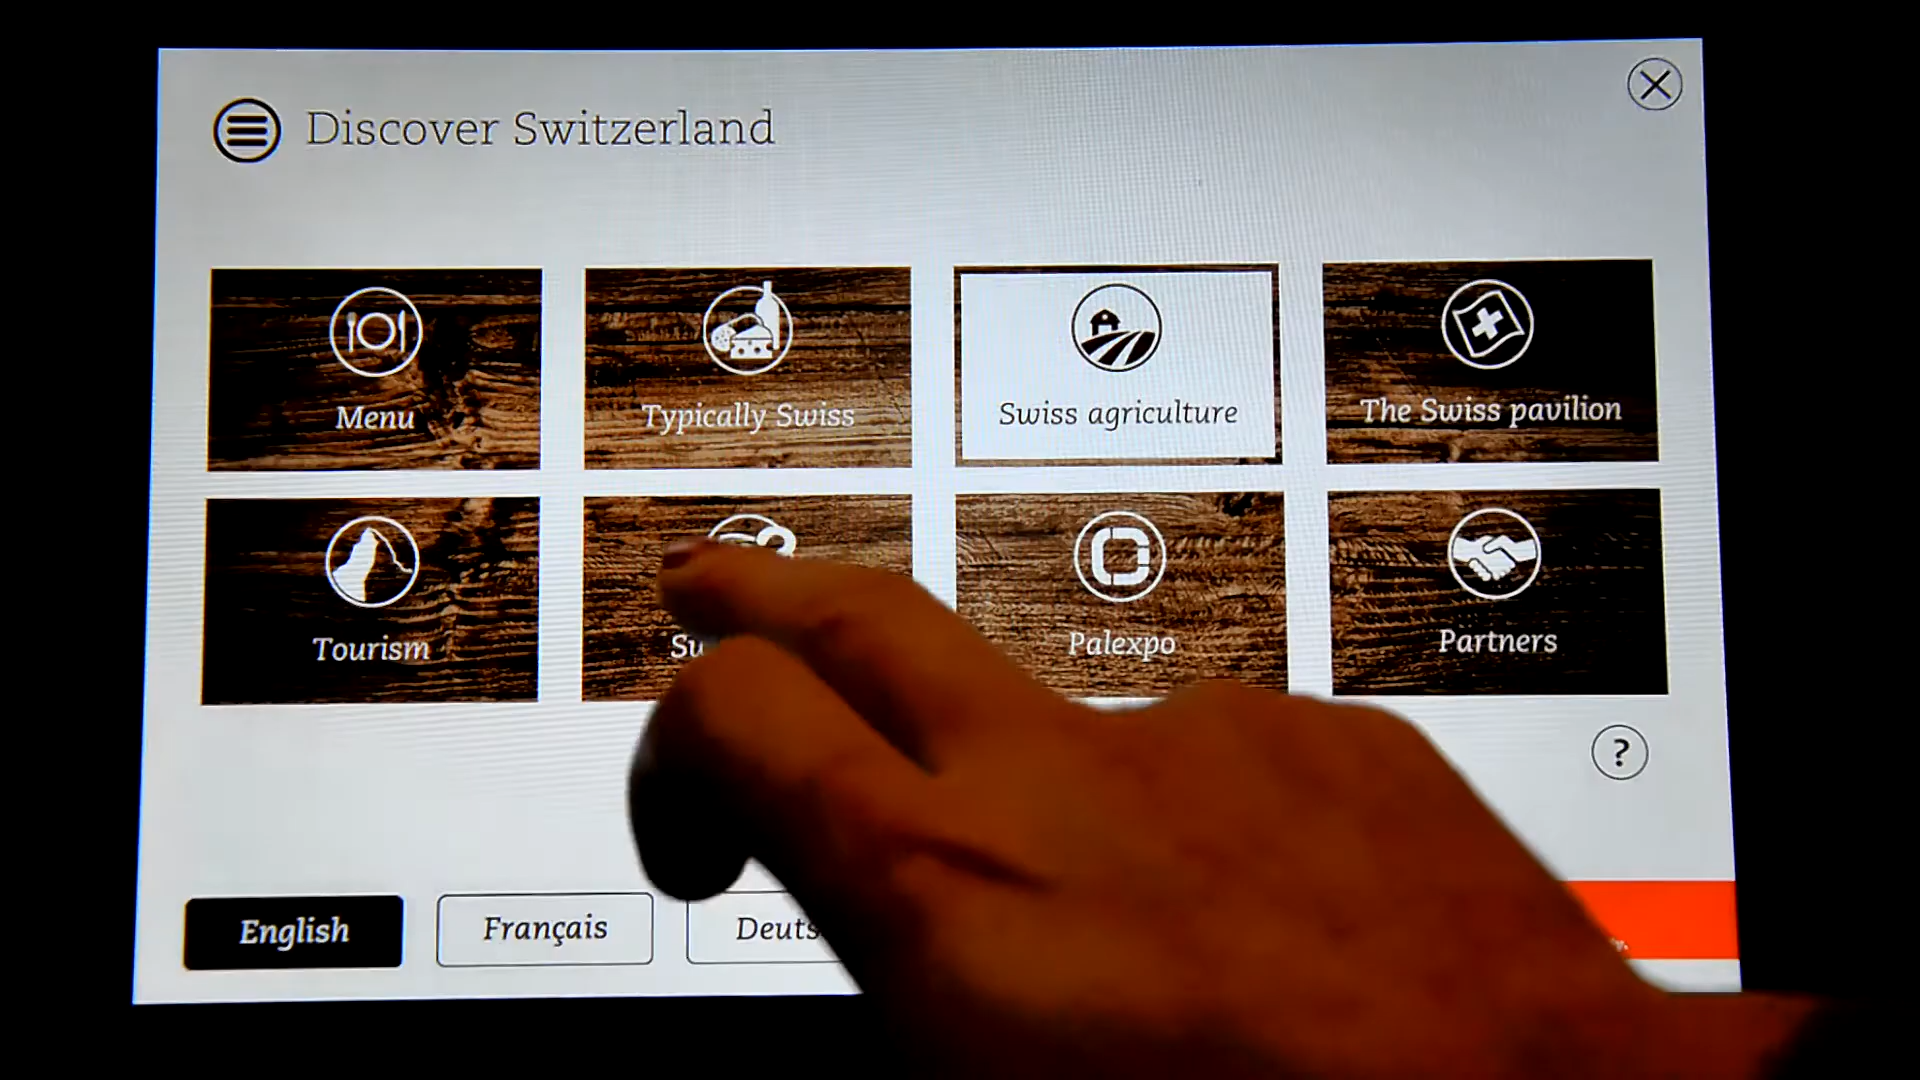 Discover Switzerland
Menu
Typically Swiss
Swiss agriculture
The Swiss pavilion
Tourism
Palexpo
Partners
?
English
Français